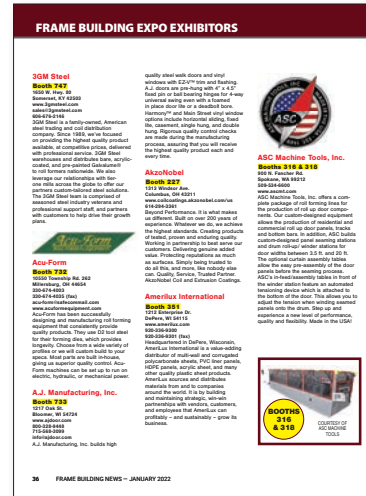 FRAME BUILDING EXPO EXHIBITORS
3GM Steel
Booth 747
1650 W. Hwy. 80
Somerset, KY 42503
www.3gmsteel.com
sales@3gmsteel.com
606-676-2146
3GM Steel is a family-owned, American
steel trading and coil distribution
company. Since 1989, we've focused
on providing the highest quality product
available, at competitive prices, delivered
with professional service. 3GM Steel
warehouses and distributes bare, acrylic-
coated, and pre-painted Galvalume®
to roll formers nationwide. We also
leverage our relationships with tier-
one mills across the globe to offer our
partners custom-tailored steel solutions.
The 3GM Steel team is comprised of
seasoned steel industry veterans and
professional support staff, and partners
with customers to help drive their growth
plans.
Acu-Form
Acu-Form
Booth 732
10550 Township Rd. 262
Millersburg, OH 44654
330-674-4003
330-674-4035 (fax)
acu-form@safecommail.com
www.acuformequipment.com
Acu-Form has been successfully
designing and manufacturing roll forming
equipment that consistently provide
quality products. They use D2 tool steel
for their forming dies, which provides
longevity. Choose from a wide variety of
profiles or we will custom build to your
specs. Most parts are built in-house,
giving us superior quality control. Acu-
Form machines can be set up to run on
electric, hydraulic, or mechanical power.
A.J. Manufacturing, Inc.
Booth 733
1217 Oak St.
Bloomer, WI 54724
www.ajdoor.com
800-328-9448
715-568-3099
info@ajdoor.com
A.J. Manufacturing, Inc. builds high
quality steel walk doors and vinyl
windows with EZ-V™ trim and flashing.
A.J. doors are pre-hung with 4" x 4.5"
fixed pin or ball bearing hinges for 4-way
universal swing even with a foamed
in place door lite or a deadbolt bore.
Harmony™ and Main Street vinyl window
options include horizontal sliding, fixed
lite, casement, single hung, and double
hung. Rigorous quality control checks
are made during the manufacturing
process, assuring that you will receive
the highest quality product each and
every time.
AkzoNobel
Booth 227
1313 Windsor Ave.
Columbus, OH 43211
www.coilcoatings.akzonobel.com/us
614-294-3361
Beyond Performance. It is what makes
us different. Built on over 200 years of
experience. Whatever we do, we achieve
the highest standards. Creating products
of tested, proven and enduring quality.
Working in partnership to best serve our
customers. Delivering genuine added
value. Protecting reputations as much
as surfaces. Simply being trusted to
do all this, and more, like nobody else
can. Quality, Service, Trusted Partner.
AkzoNobel Coil and Extrusion Coatings.
Amerilux International
Booth 351
1212 Enterprise Dr.
DePere, WI 54115
www.amerilux.com
920-336-9300
920-336-9301 (fax)
Headquartered in DePere, Wisconsin,
AmeriLux International is a value-adding
distributor of multi-wall and corrugated
polycarbonate sheets, PVC liner panels,
HDPE panels, acrylic sheet, and many
other quality plastic sheet products.
AmeriLux sources and distributes
materials from and to companies
around the world. It is by building
and maintaining strategic, win-win
partnerships with vendors, customers,
and employees that AmeriLux can
profitably – and sustainably – grow its
business.
ASC
ASC Machine Tools, Inc.
Booths 316 & 318
900 N. Fancher Rd.
Spokane, WA 99212
509-534-6600
www.ascmt.com
ASC Machine Tools, Inc. offers a com-
plete package of roll forming lines for
the production of roll up door compo-
nents. Our custom-designed equipment
allows the production of residential and
commercial roll up door panels, tracks
and bottom bars. In addition, ASC builds
custom-designed panel seaming stations
and drum roll-up/ winder stations for
door widths between 3.5 ft. and 20 ft.
The optional curtain assembly tables
allow the easy pre-assembly of the door
panels before the seaming process.
ASC's in-feed/assembly tables in front of
the winder station feature an automated
tensioning device which is attached to
the bottom of the door. This allows you to
adjust the tension when winding seamed
panels onto the drum. Step up and
experience a new level of performance,
quality and flexibility. Made in the USA!
BOOTHS
316
& 318
COURTESY OF
ASC MACHINE
TOOLS
36 FRAME BUILDING NEWS — JANUARY 2022